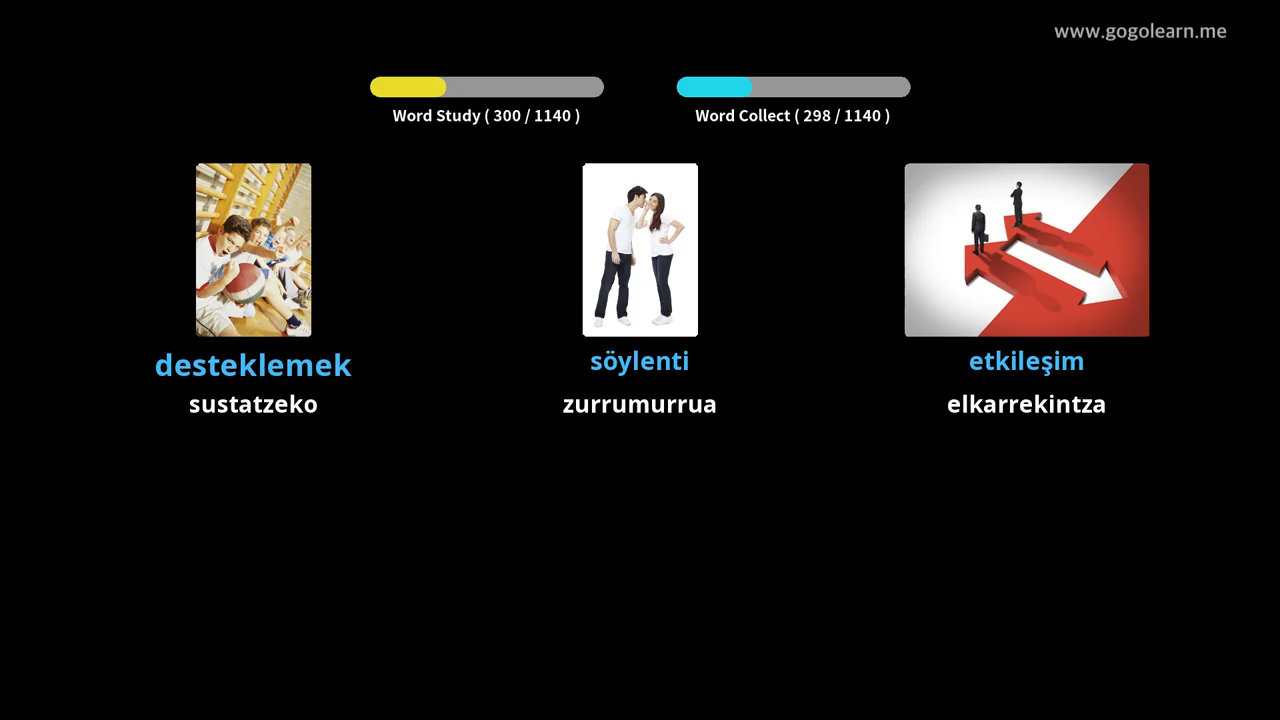 www.gogolearn.me
Word Study ( 300 / 1140 )
Word Collect ( 298 / 1140 )
desteklemek
söylenti
etkileşim
sustatzeko
zurrumurrua
elkarrekintza